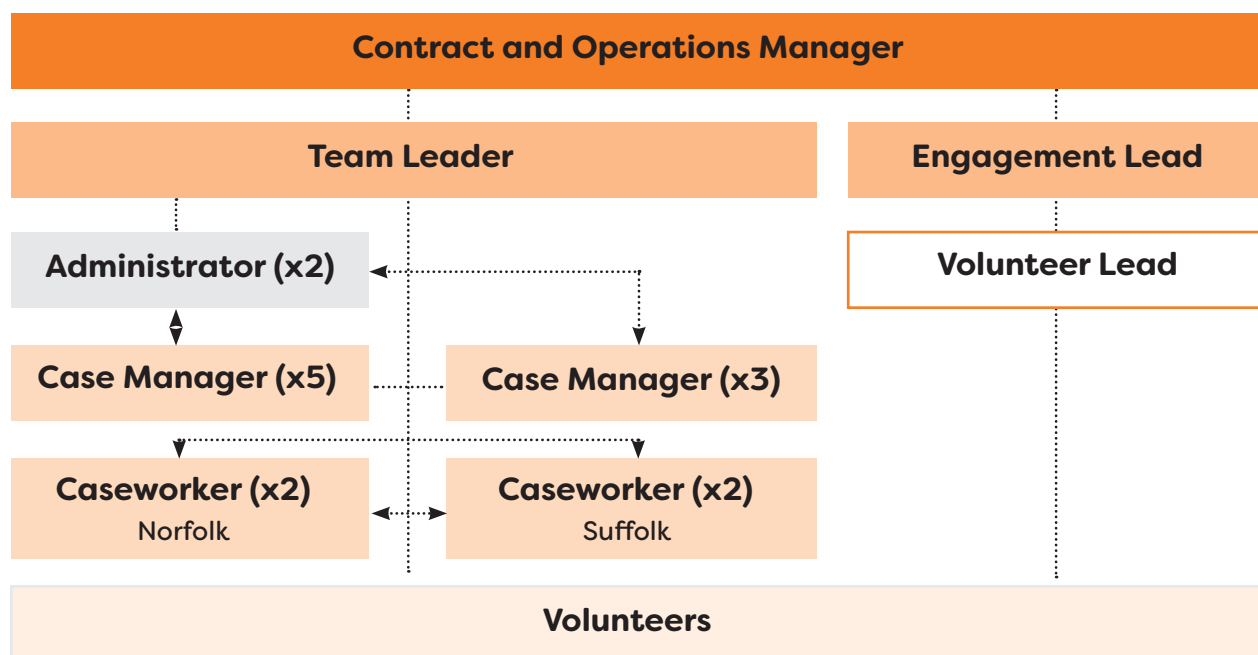 Contract and Operations Manager
Team Leader
Engagement Lead
Administrator (x2)
Volunteer Lead
Case Manager (x5)
Case Manager (x3)
Caseworker (x2)
Norfolk
Caseworker (x2)
Suffolk
Volunteers